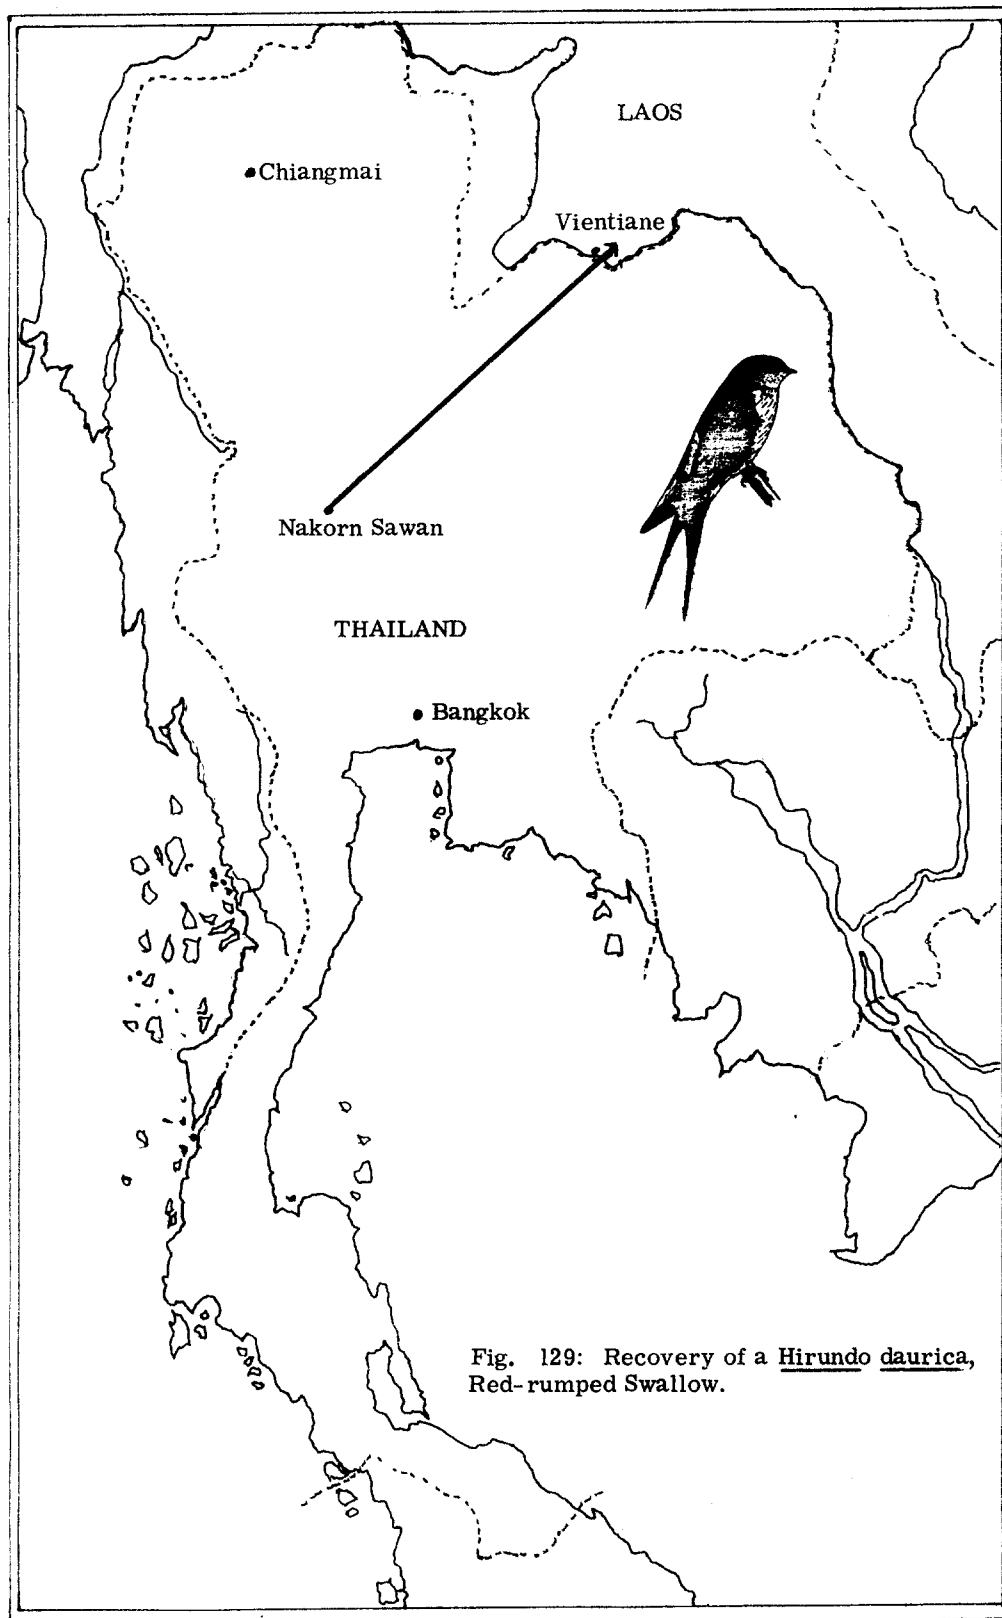 LAOS
Chiangmai
Vientiane
Nakorn Sawan
THAILAND
Bangkok
Fig. 129: Recovery of a Hirundo daurica,
Red-rumped Swallow.